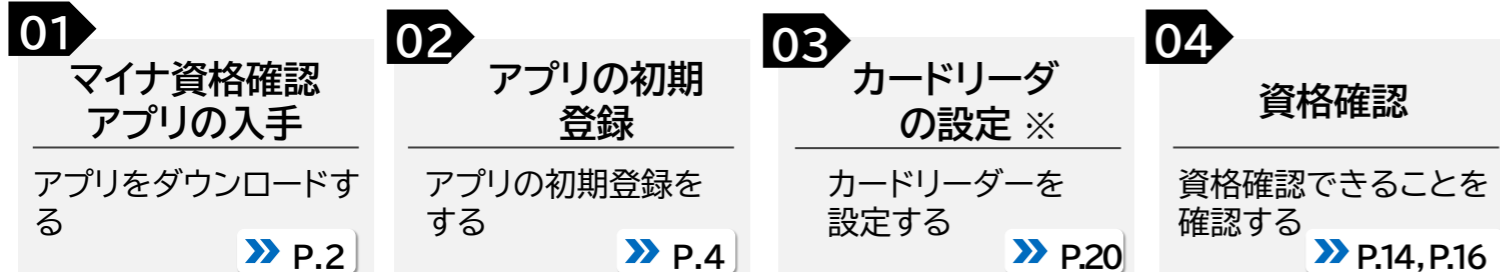 01
マイナ資格確認
アプリの入手
アプリをダウンロードす
る
P.2
02
アプリの初期
登録
アプリの初期登録を
する
P.4
03
カードリーダ
の設定 ※
カードリーダーを
設定する
P.20
04
資格確認
資格確認できることを
確認する
P.14, P.16